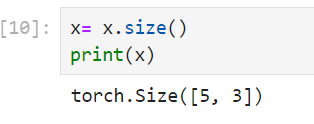 [10]:
x= x.size()
print(x)
torch.Size([5, 3])